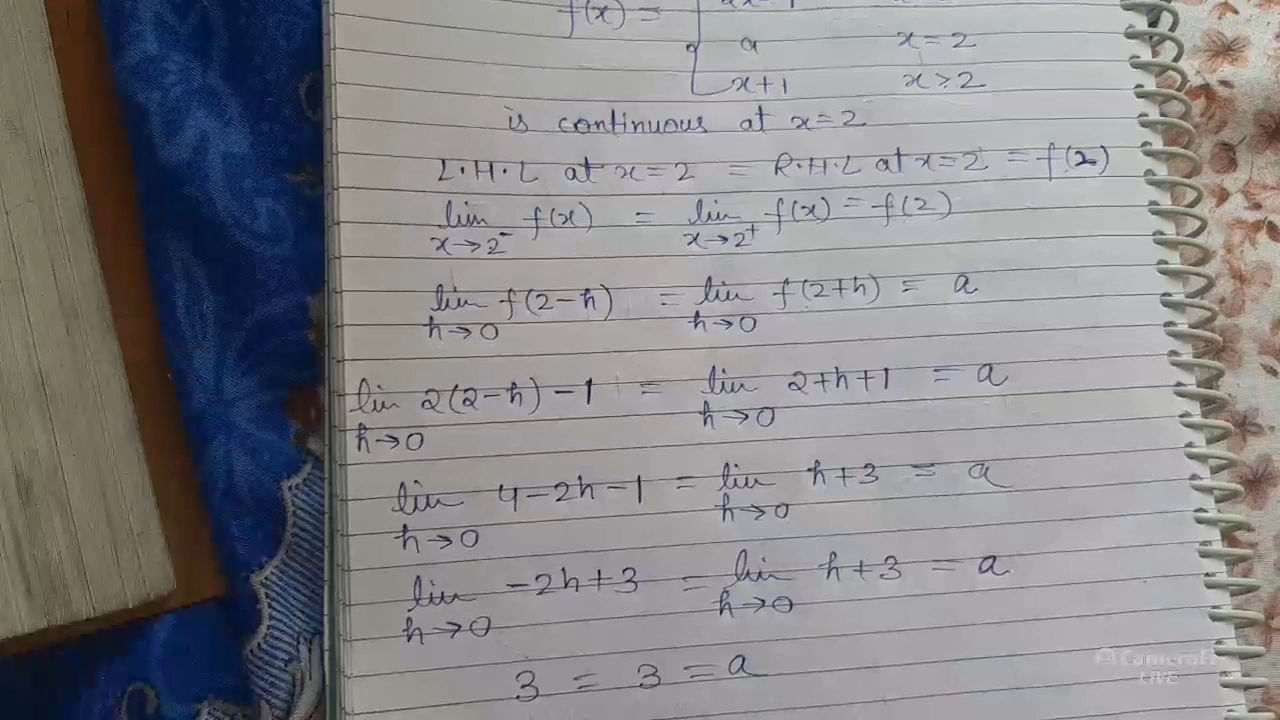 f(x) =
a x = 2
x+1 x > 2
is continuous at x=2
L.H.L at x=2 = R.H.L at x=2 = f(2)
lim f(x) = lim f(x) = f(2)
x→2⁻ x→2⁺
lim f(2-h) = lim f(2+h) = a
h→0 h→0
lim 2(2-h)-1 = lim 2+h+1 = a
h→0 h→0
lim 4-2h-1 = lim h+3 = a
h→0 h→0
lim -2h+3 = lim h+3 = a
h→0 h→0
3 = 3 = a
LIVE